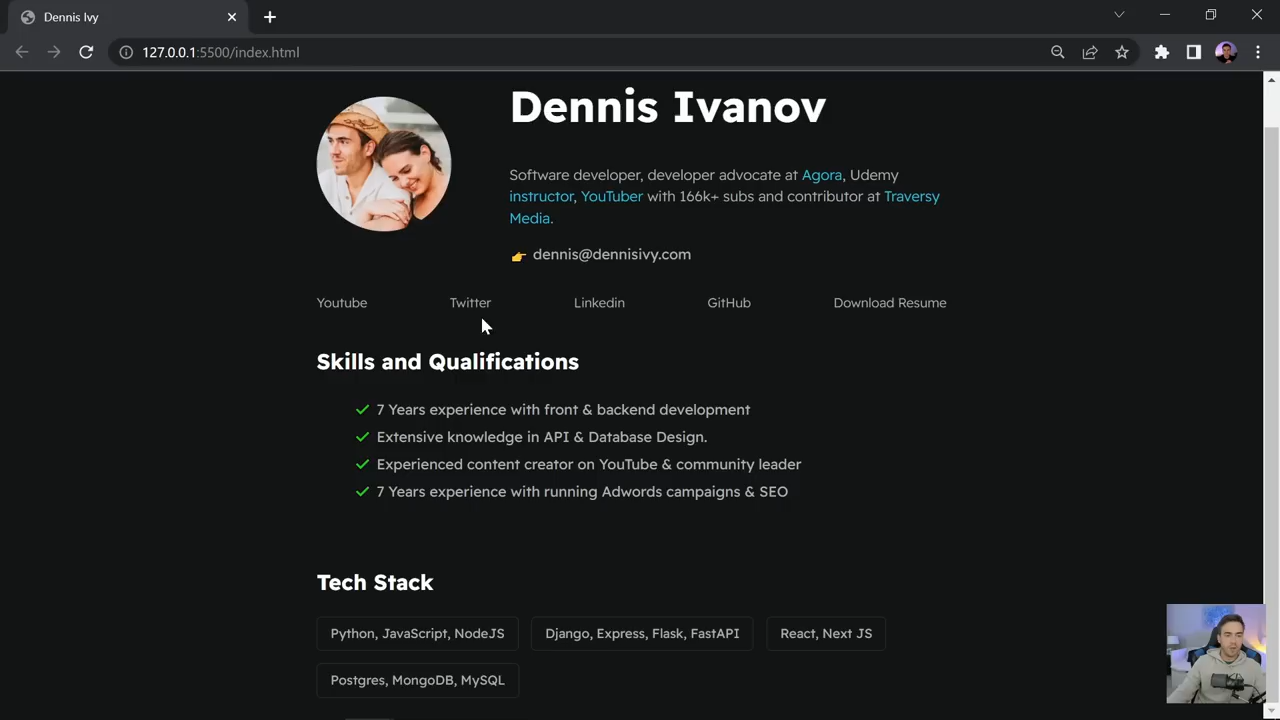 Dennis Ivy
127.0.0.1:5500/index.html
Dennis Ivanov
Software developer, developer advocate at Agora, Udemy
instructor, YouTuber with 166k+ subs and contributor at Traversy
Media.
👉 dennis@dennisivy.com
Youtube Twitter Linkedin GitHub Download Resume
Skills and Qualifications
7 Years experience with front & backend development
Extensive knowledge in API & Database Design.
Experienced content creator on YouTube & community leader
7 Years experience with running Adwords campaigns & SEO
Tech Stack
Python, JavaScript, NodeJS Django, Express, Flask, FastAPI React, Next JS
Postgres, MongoDB, MySQL